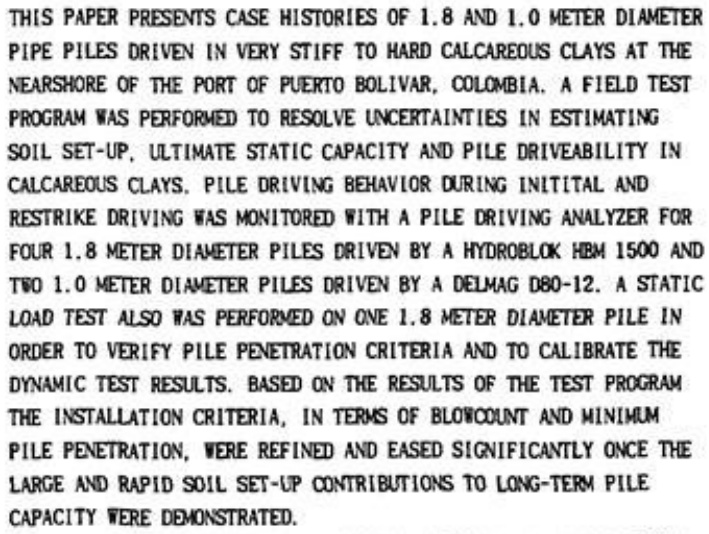 THIS PAPER PRESENTS CASE HISTORIES OF 1.8 AND 1.0 METER DIAMETER
PIPE PILES DRIVEN IN VERY STIFF TO HARD CALCAREOUS CLAYS AT THE
NEARSHORE OF THE PORT OF PUERTO BOLIVAR, COLOMBIA. A FIELD TEST
PROGRAM WAS PERFORMED TO RESOLVE UNCERTAINTIES IN ESTIMATING
SOIL SET-UP, ULTIMATE STATIC CAPACITY AND PILE DRIVEABILITY IN
CALCAREOUS CLAYS. PILE DRIVING BEHAVIOR DURING INITITAL AND
RESTRIKE DRIVING WAS MONITORED WITH A PILE DRIVING ANALYZER FOR
FOUR 1.8 METER DIAMETER PILES DRIVEN BY A HYDROBLOK HBM 1500 AND
TWO 1.0 METER DIAMETER PILES DRIVEN BY A DELMAG D80-12. A STATIC
LOAD TEST ALSO WAS PERFORMED ON ONE 1.8 METER DIAMETER PILE IN
ORDER TO VERIFY PILE PENETRATION CRITERIA AND TO CALIBRATE THE
DYNAMIC TEST RESULTS. BASED ON THE RESULTS OF THE TEST PROGRAM
THE INSTALLATION CRITERIA, IN TERMS OF BLOWCOUNT AND MINIMUM
PILE PENETRATION, WERE REFINED AND EASED SIGNIFICANTLY ONCE THE
LARGE AND RAPID SOIL SET-UP CONTRIBUTIONS TO LONG-TERM PILE
CAPACITY WERE DEMONSTRATED.